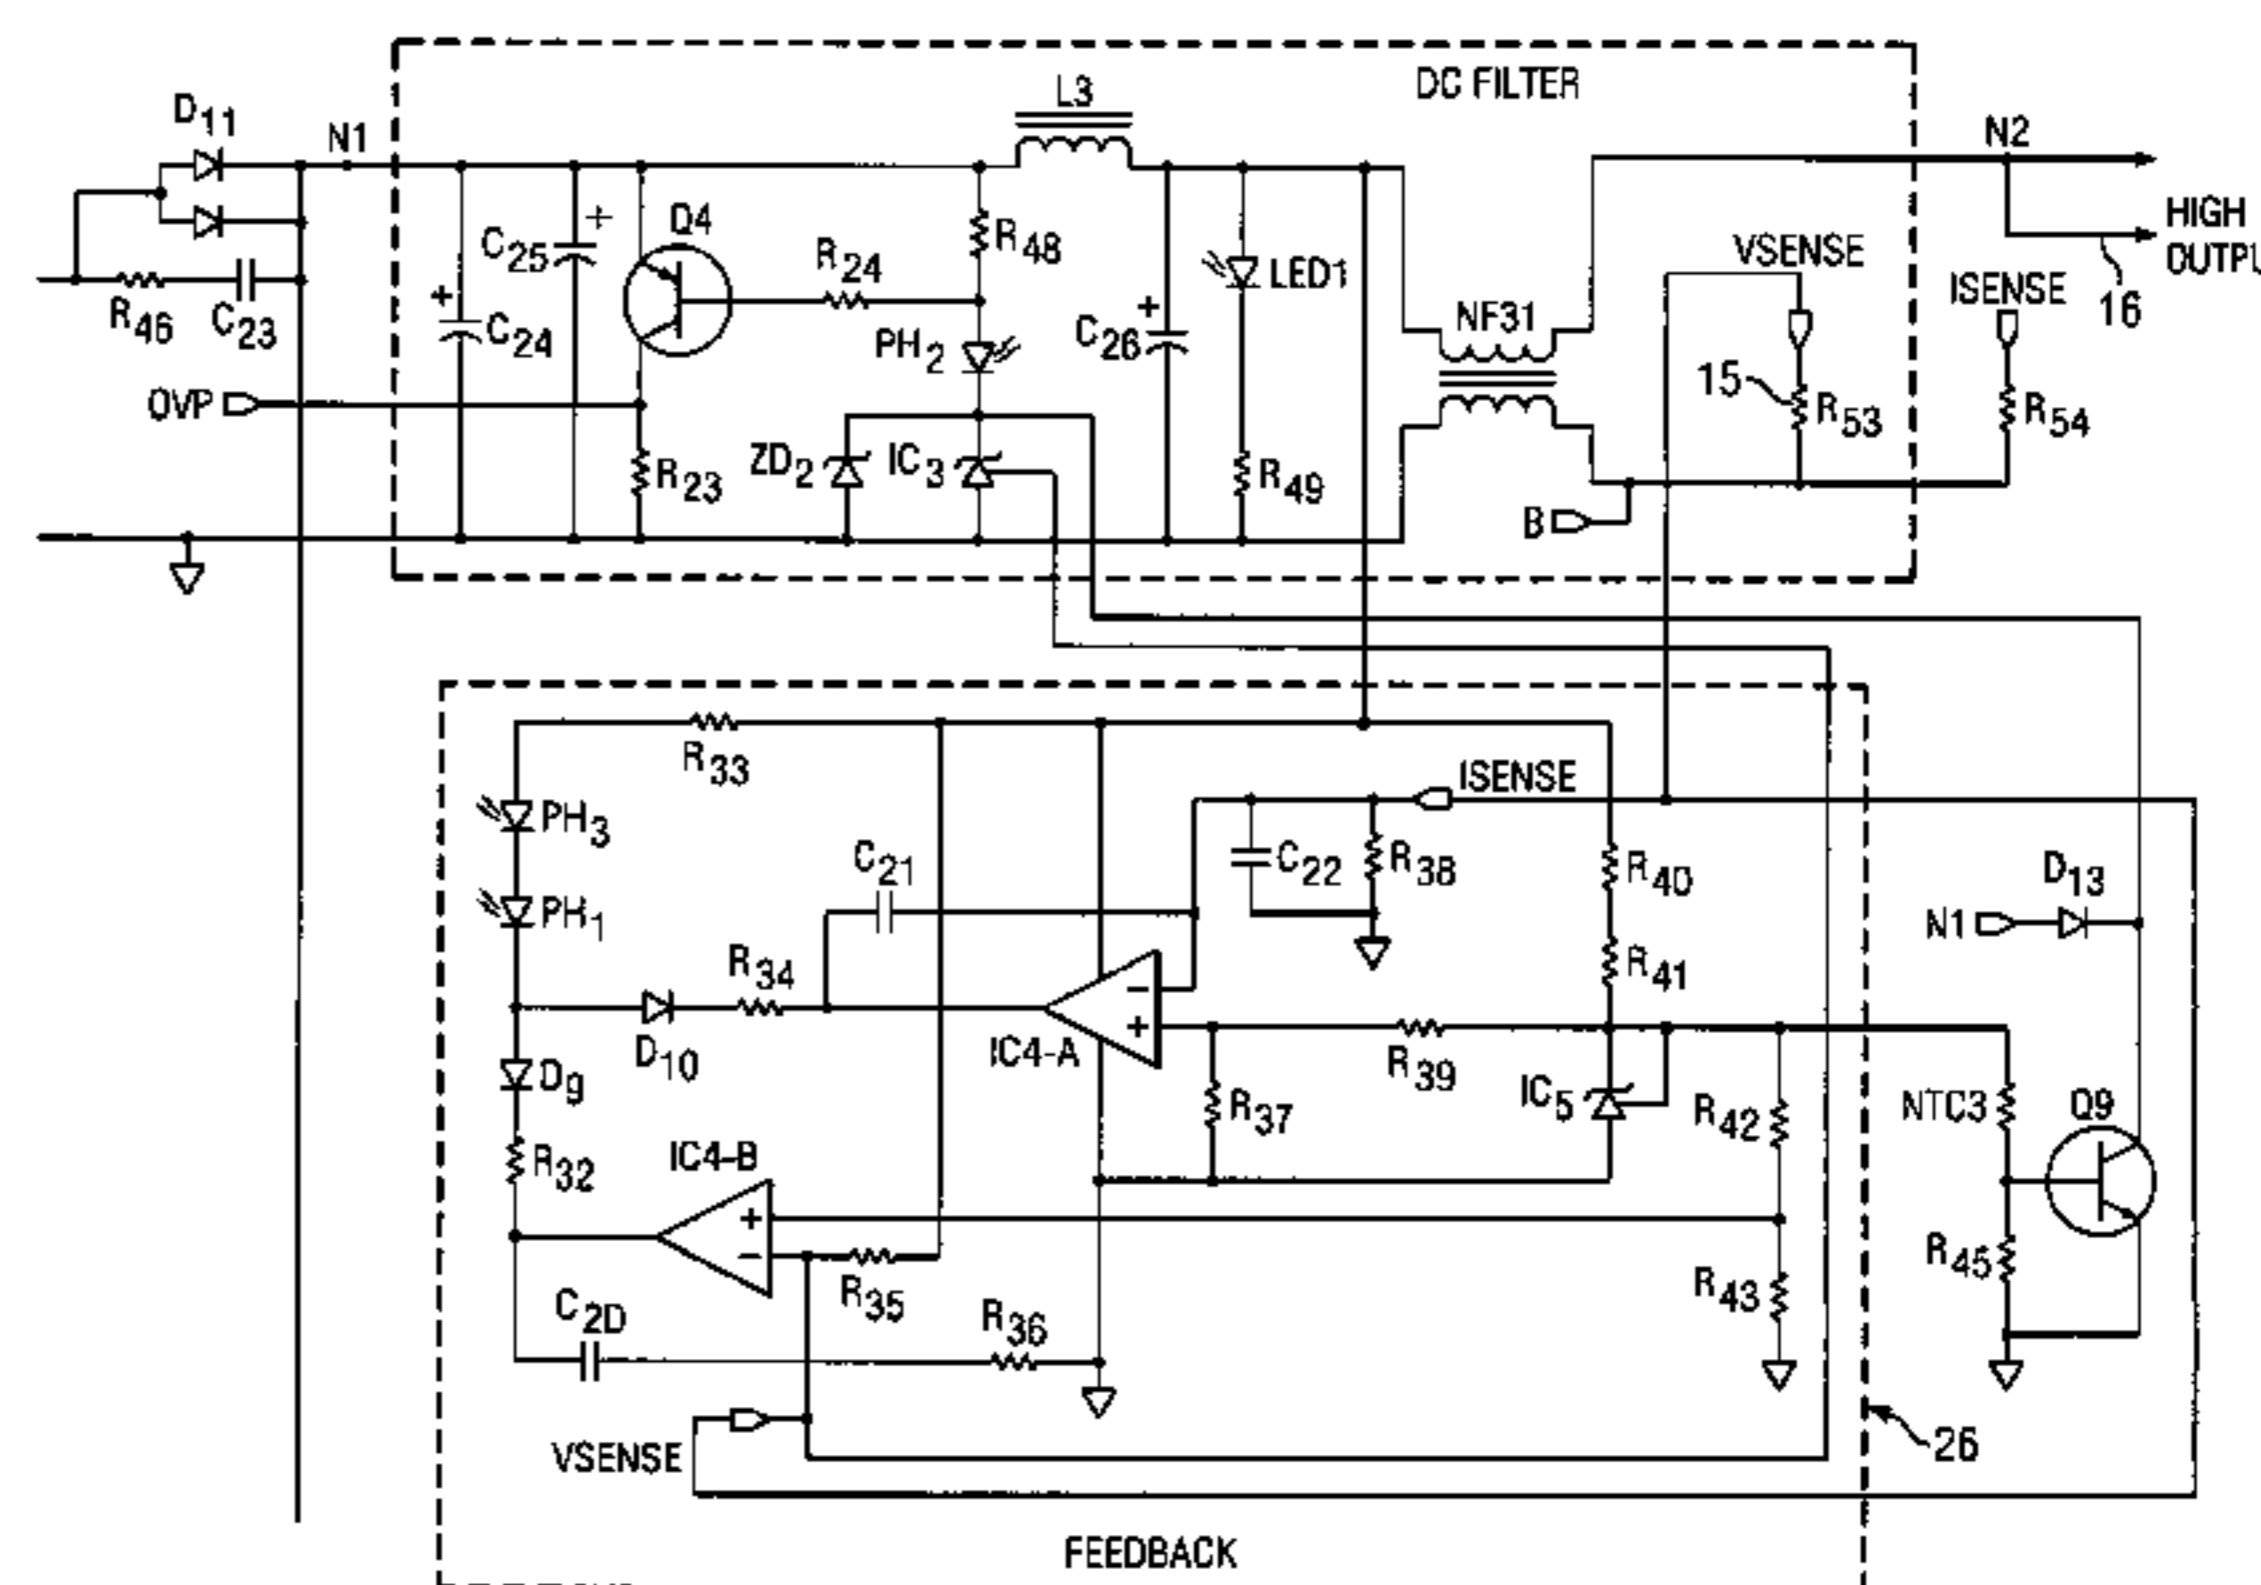 DC FILTER
L3
D11
N1
N2
Q4
C25
R24
R48
HIGH
VSENSE
LED1
ISENSE
16
R46
C23
C24
PH2
C26
NF31
15
R53
R54
OVP
ZD2
IC3
R23
R49
B
R33
ISENSE
PH3
C21
C22
R38
R40
D13
PH1
N1
R34
R41
D10
IC4-A
R39
D9
R37
IC5
R42
NTC3
Q9
R32
IC4-B
R35
R43
R45
C2D
R36
VSENSE
26
FEEDBACK